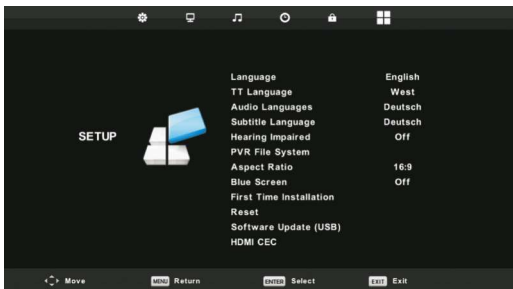 Language English
TT Language West
Audio Languages Deutsch
Subtitle Language Deutsch
SETUP
Hearing Impaired Off
PVR File System
Aspect Ratio 16:9
Blue Screen Off
First Time Installation
Reset
Software Update (USB)
HDMI CEC
Move MENU Return ENTER Select EXIT Exit